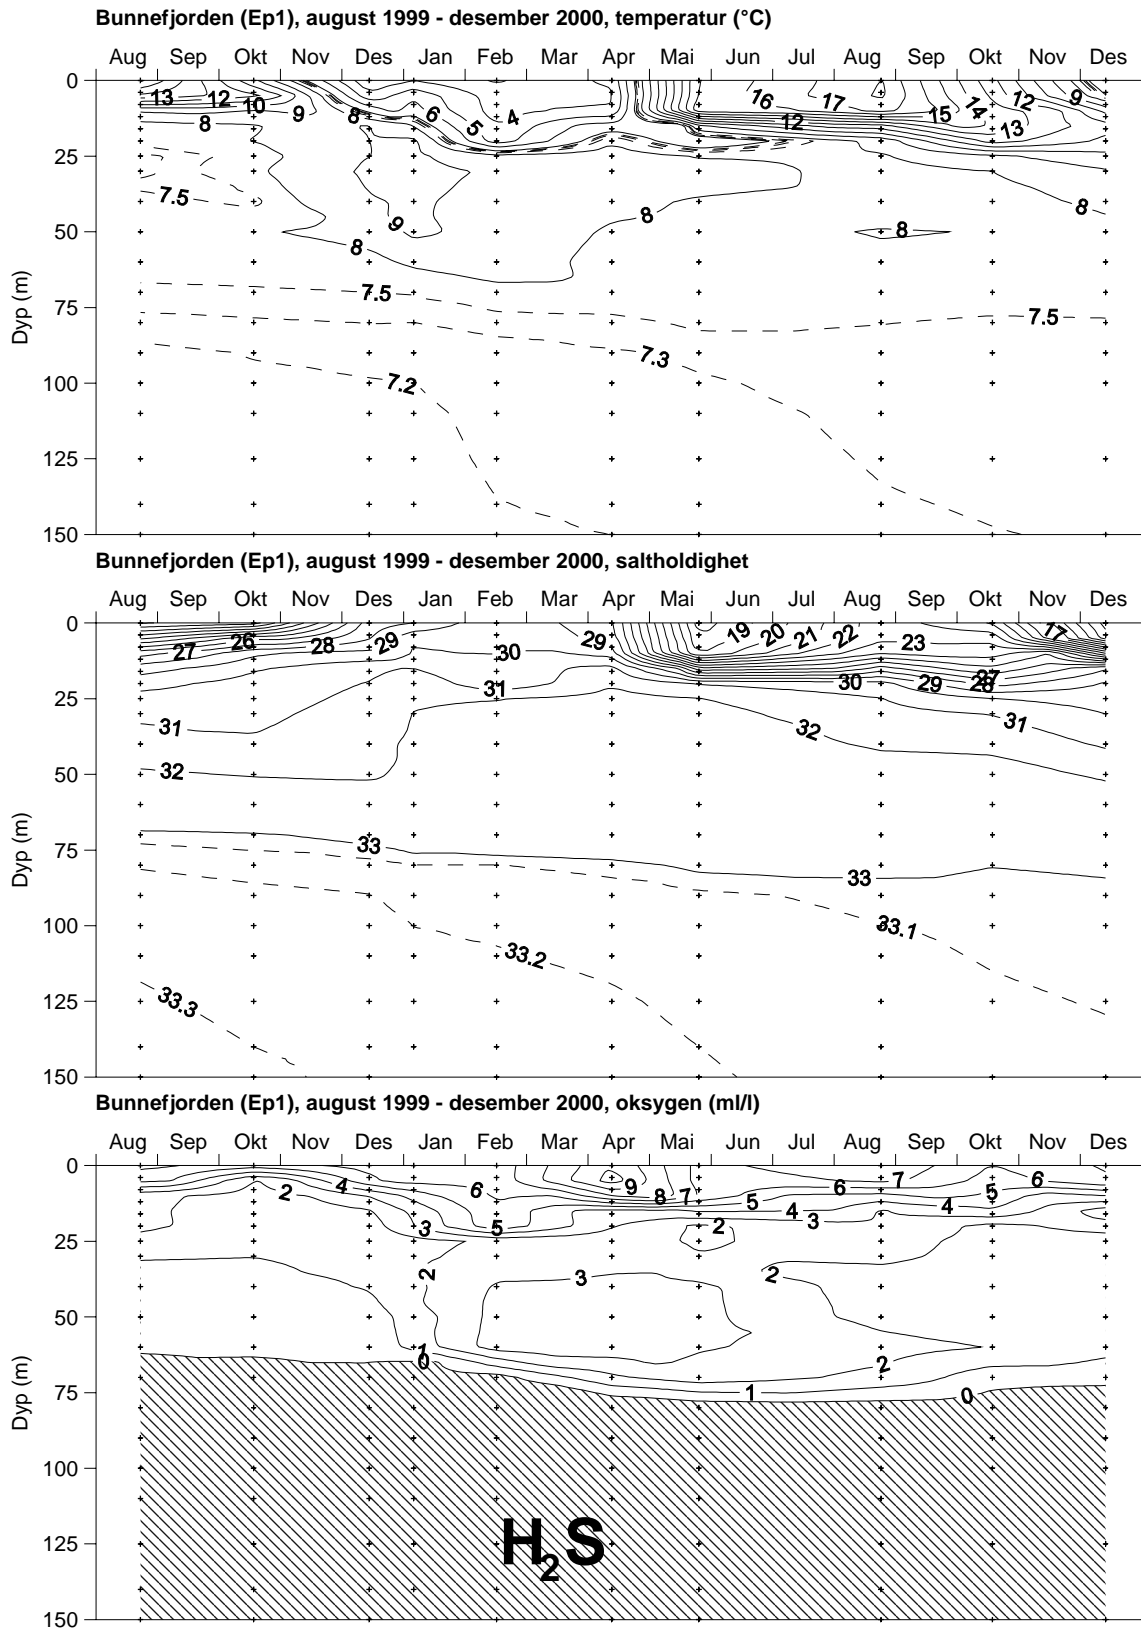 Bunnefjorden (Ep1), august 1999 - desember 2000, temperatur (°C)
Aug Sep Okt Nov Des Jan Feb Mar Apr Mai Jun Jul Aug Sep Okt Nov Des
0
13 12 10 9 8 6 5 4 16 17 12 15 14 13 12 9
8
25
7.5
9 8 8 8
50
8
Dyp (m)
7.5 7.5
75
7.3
7.2
100
125
150
Bunnefjorden (Ep1), august 1999 - desember 2000, saltholdighet
Aug Sep Okt Nov Des Jan Feb Mar Apr Mai Jun Jul Aug Sep Okt Nov Des
0
27 26 28 29 30 29 19 20 21 22 23 17
31 30 29 28 27
25
31 32 31
32
50
Dyp (m)
33
75
33
33.1
100
33.2
33.3
125
150
Bunnefjorden (Ep1), august 1999 - desember 2000, oksygen (ml/l)
Aug Sep Okt Nov Des Jan Feb Mar Apr Mai Jun Jul Aug Sep Okt Nov Des
0
2 4 6 9 8 7 5 6 7 5 6
3 5 2 4 3 4
25
2 3 2
50
1
0
2
Dyp (m)
75
1 0
100
H2S
125
150